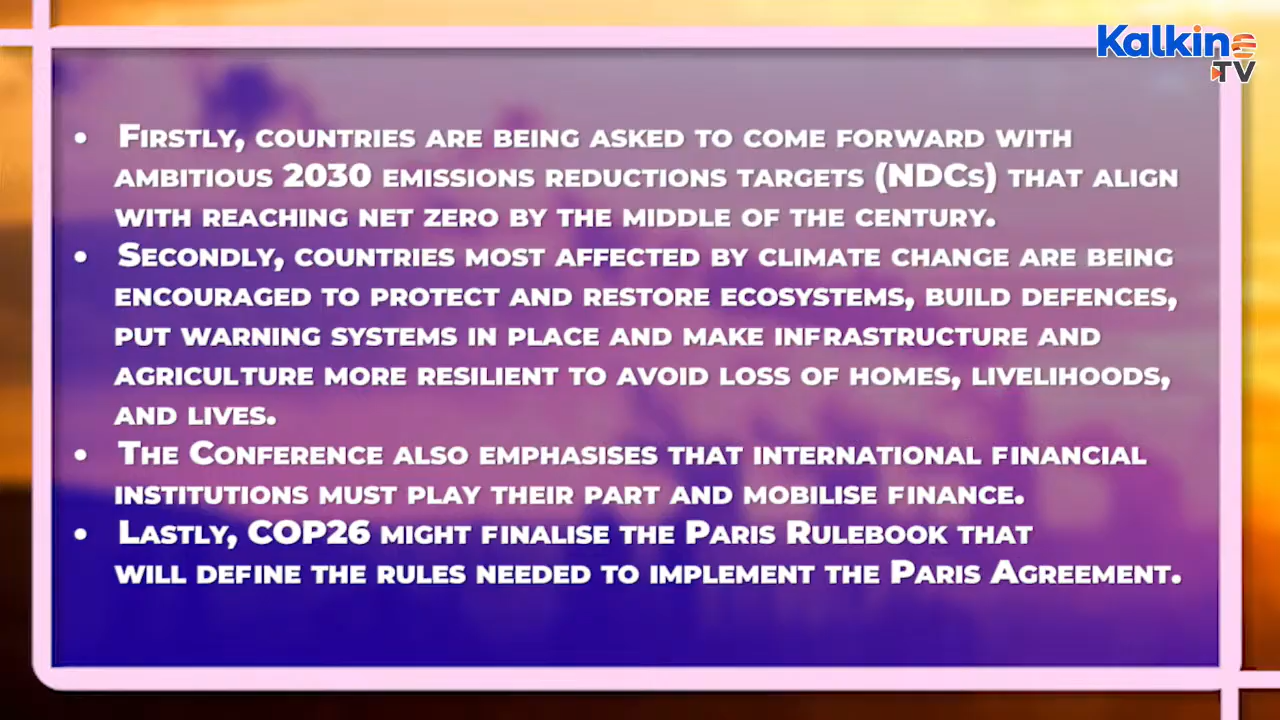 Kalkine
TV
• Firstly, countries are being asked to come forward with
ambitious 2030 emissions reductions targets (NDCs) that align
with reaching net zero by the middle of the century.
• Secondly, countries most affected by climate change are being
encouraged to protect and restore ecosystems, build defences,
put warning systems in place and make infrastructure and
agriculture more resilient to avoid loss of homes, livelihoods,
and lives.
• The Conference also emphasises that international financial
institutions must play their part and mobilise finance.
• Lastly, COP26 might finalise the Paris Rulebook that
will define the rules needed to implement the Paris Agreement.